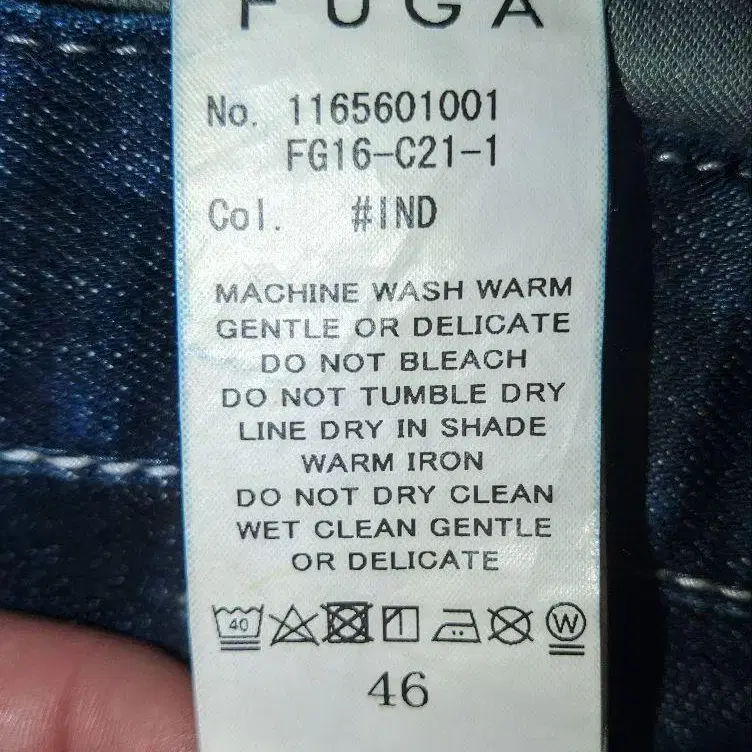 FUGA
No. 1165601001
FG16-C21-1
Col. #IND
MACHINE WASH WARM
GENTLE OR DELICATE
DO NOT BLEACH
DO NOT TUMBLE DRY
LINE DRY IN SHADE
WARM IRON
DO NOT DRY CLEAN
WET CLEAN GENTLE
OR DELICATE
40 W
46